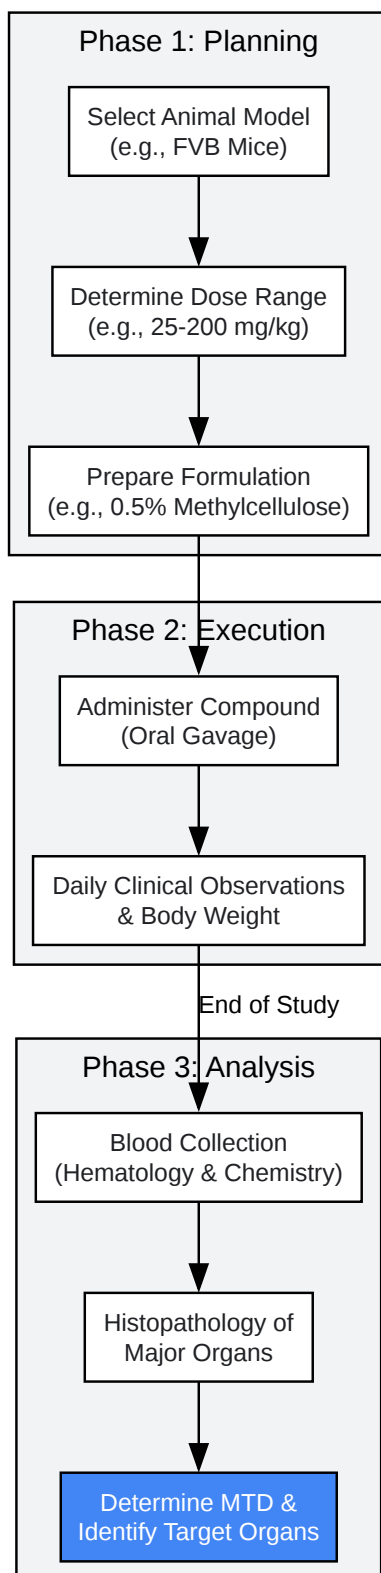 Phase 1: Planning
Select Animal Model
(e.g., FVB Mice)
Determine Dose Range
(e.g., 25-200 mg/kg)
Prepare Formulation
(e.g., 0.5% Methylcellulose)
Phase 2: Execution
Administer Compound
(Oral Gavage)
Daily Clinical Observations
& Body Weight
End of Study
Phase 3: Analysis
Blood Collection
(Hematology & Chemistry)
Histopathology of
Major Organs
Determine MTD &
Identify Target Organs